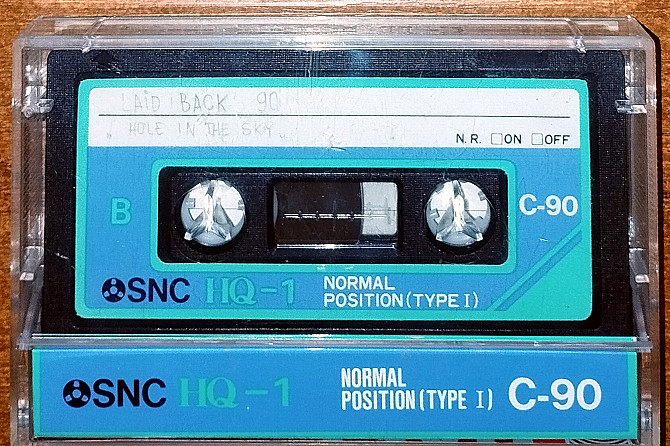 LAID BACK 90
HOLE IN THE SKY
N.R. ☐ON ☐OFF
B
C-90
SNC HQ-1 NORMAL
POSITION(TYPE I)
SNC HQ-1 NORMAL
POSITION(TYPE I) C-90